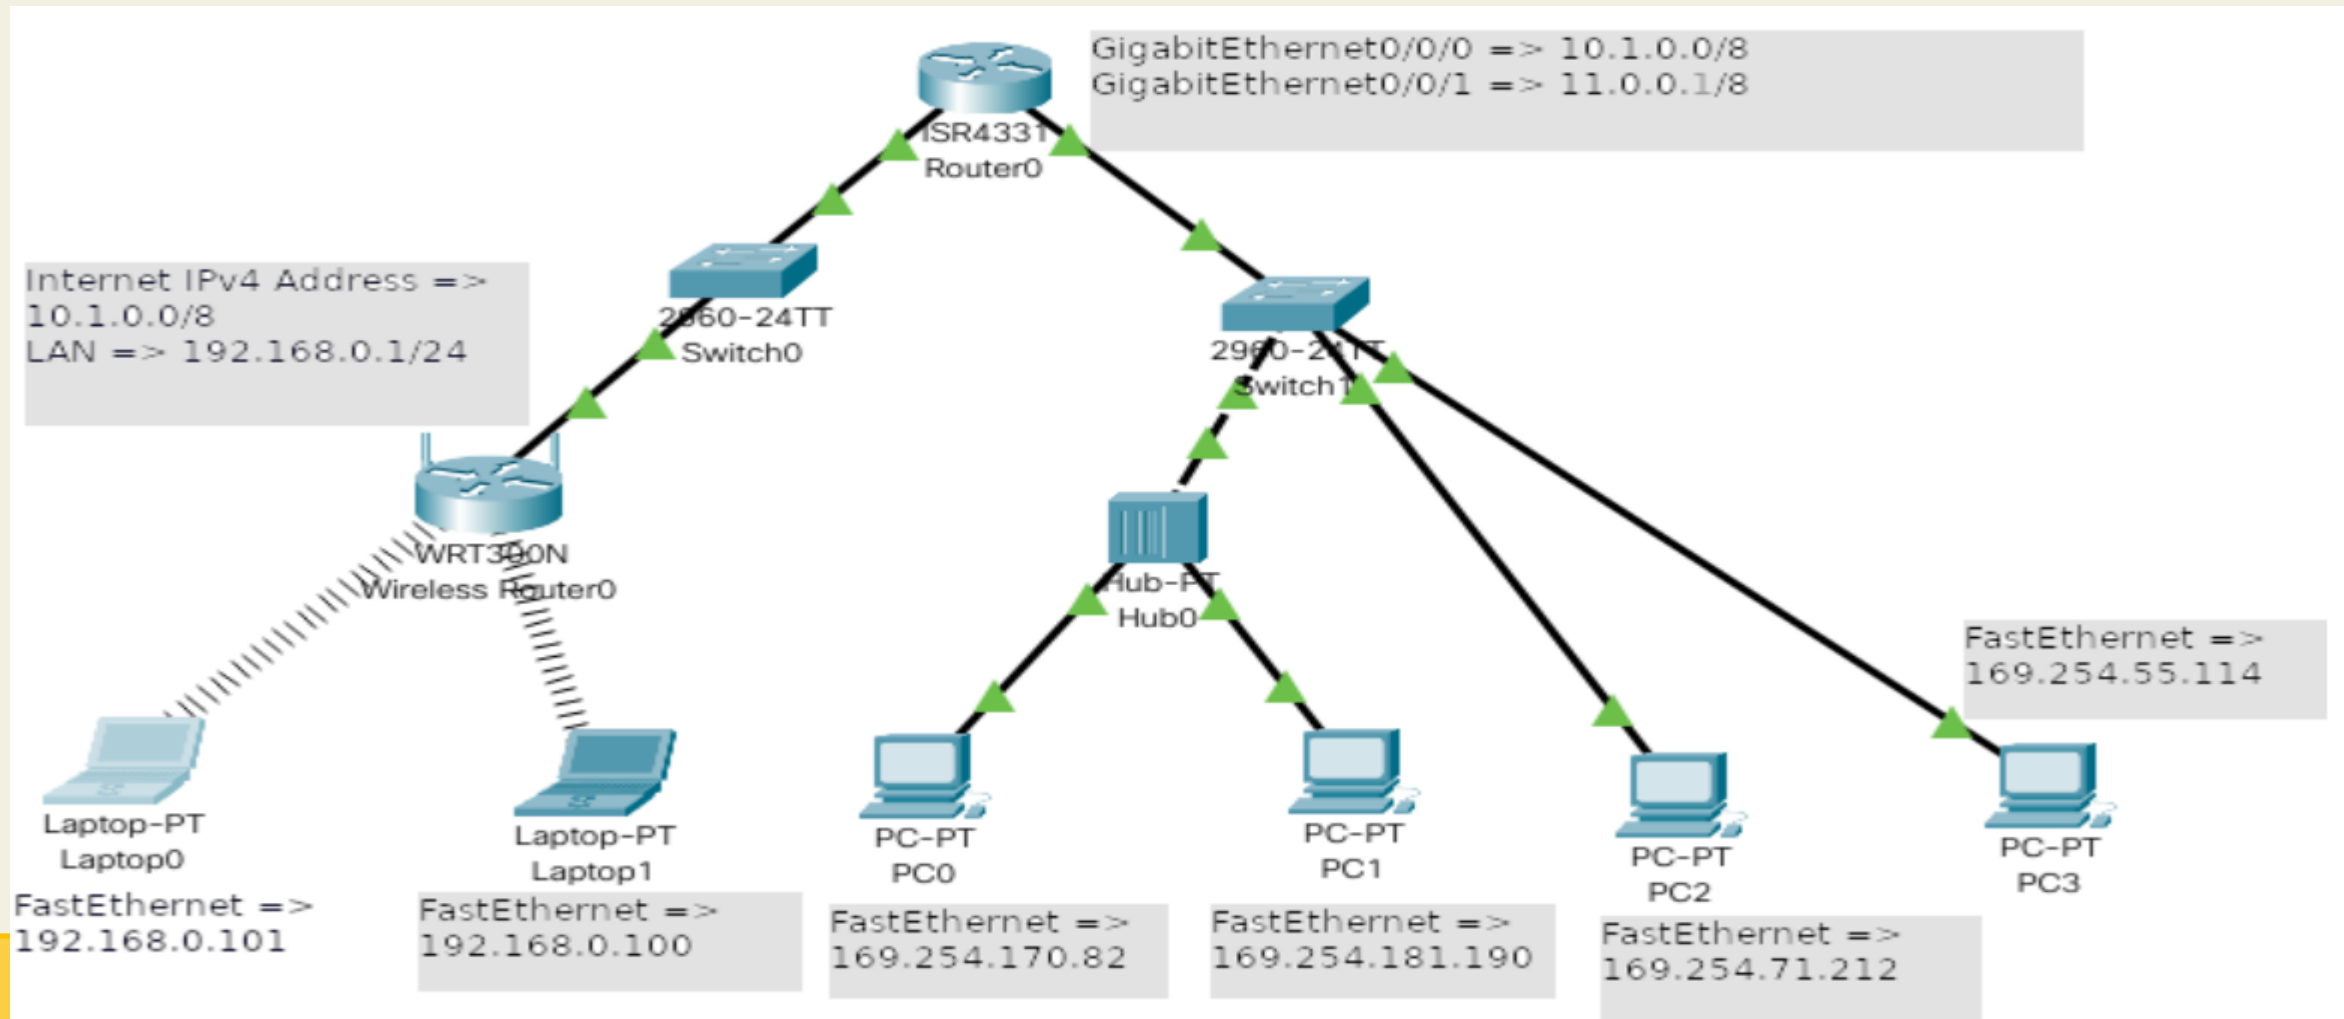 GigabitEthernet0/0/0 => 10.1.0.0/8
GigabitEthernet0/0/1 => 11.0.0.1/8
ISR4331
Router0
Internet IPv4 Address =>
10.1.0.0/8
LAN => 192.168.0.1/24
2960-24TT
Switch0
2960-24TT
Switch1
WRT300N
Wireless Router0
Hub-PT
Hub0
FastEthernet =>
169.254.55.114
Laptop-PT
Laptop0
Laptop-PT
Laptop1
PC-PT
PC0
PC-PT
PC1
PC-PT
PC2
PC-PT
PC3
FastEthernet =>
192.168.0.101
FastEthernet =>
192.168.0.100
FastEthernet =>
169.254.170.82
FastEthernet =>
169.254.181.190
FastEthernet =>
169.254.71.212